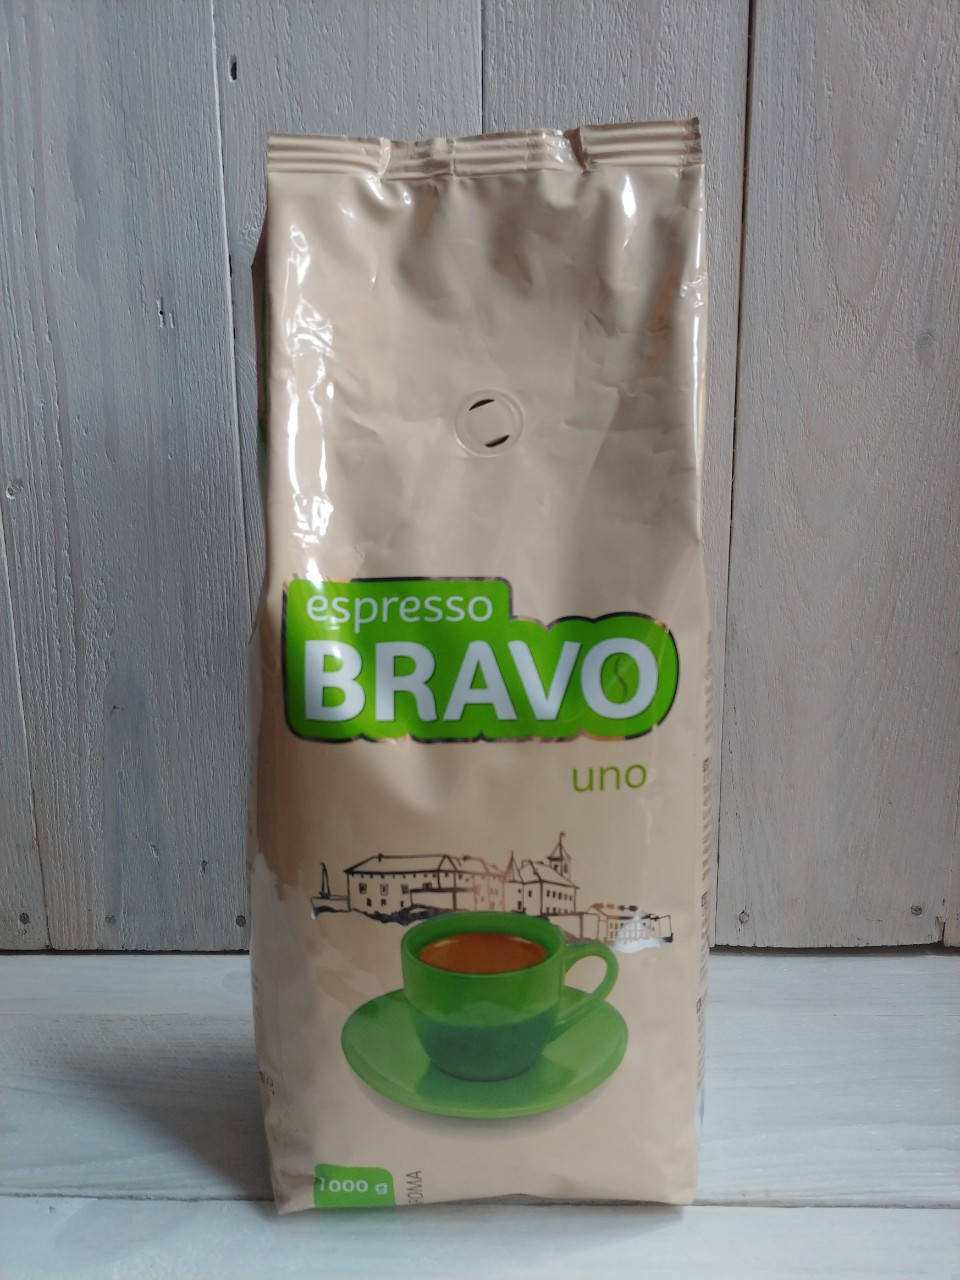 espresso
BRAVO
uno
1000 g